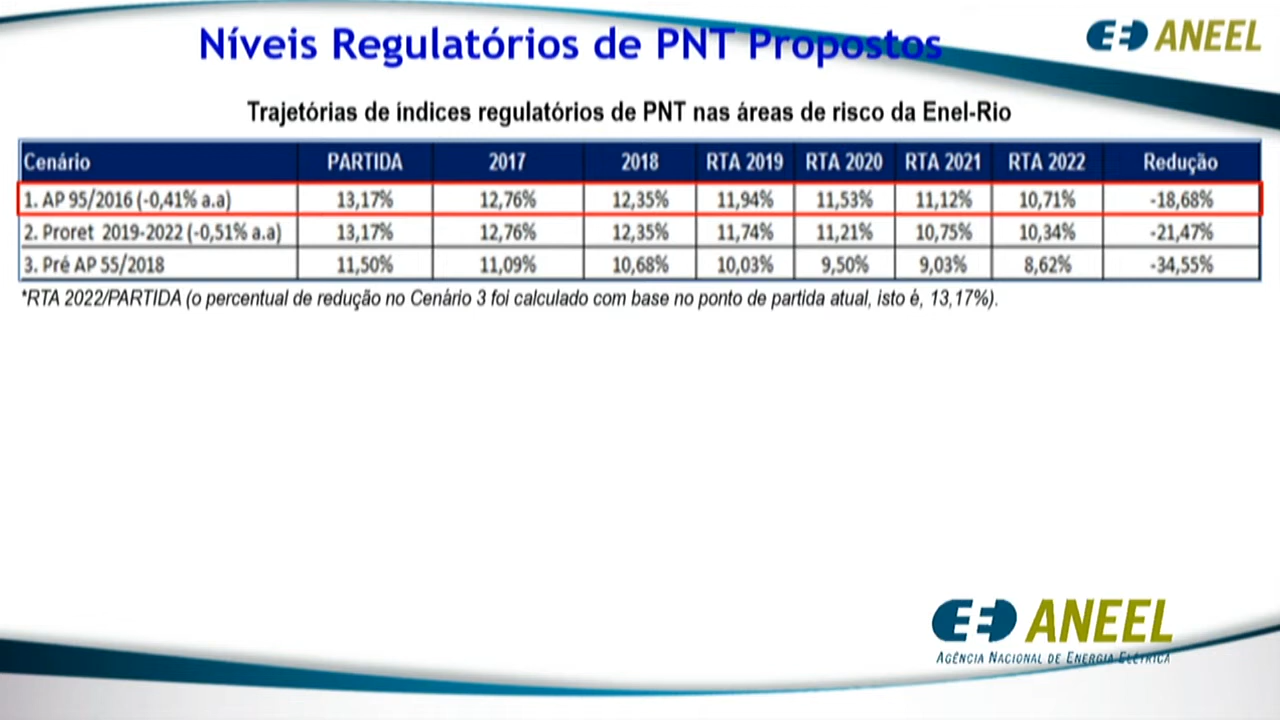 Níveis Regulatórios de PNT Propostos
ANEEL
Trajetórias de índices regulatórios de PNT nas áreas de risco da Enel-Rio
Cenário PARTIDA 2017 2018 RTA 2019 RTA 2020 RTA 2021 RTA 2022 Redução
1. AP 95/2016 (-0,41% a.a) 13,17% 12,76% 12,35% 11,94% 11,53% 11,12% 10,71% -18,68%
2. Proret 2019-2022 (-0,51% a.a) 13,17% 12,76% 12,35% 11,74% 11,21% 10,75% 10,34% -21,47%
3. Pré AP 55/2018 11,50% 11,09% 10,68% 10,03% 9,50% 9,03% 8,62% -34,55%
*RTA 2022/PARTIDA (o percentual de redução no Cenário 3 foi calculado com base no ponto de partida atual, isto é, 13,17%).
ANEEL
AGÊNCIA NACIONAL DE ENERGIA ELÉTRICA